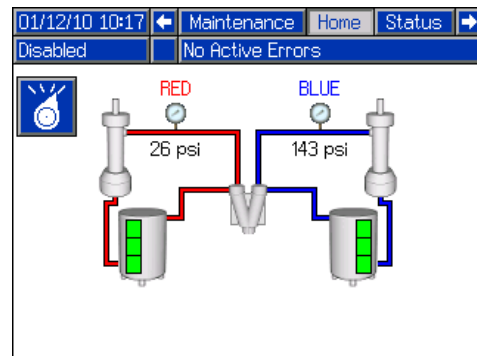 01/12/10 10:17 Maintenance Home Status
Disabled No Active Errors
RED BLUE
26 psi 143 psi